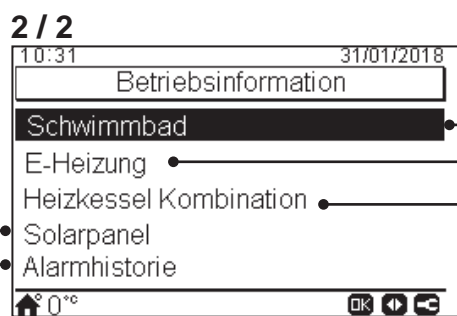 2 / 2
10:31 31/01/2018
Betriebsinformation
Schwimmbad
E-Heizung
Heizkessel Kombination
Solarpanel
Alarmhistorie
0°c OK